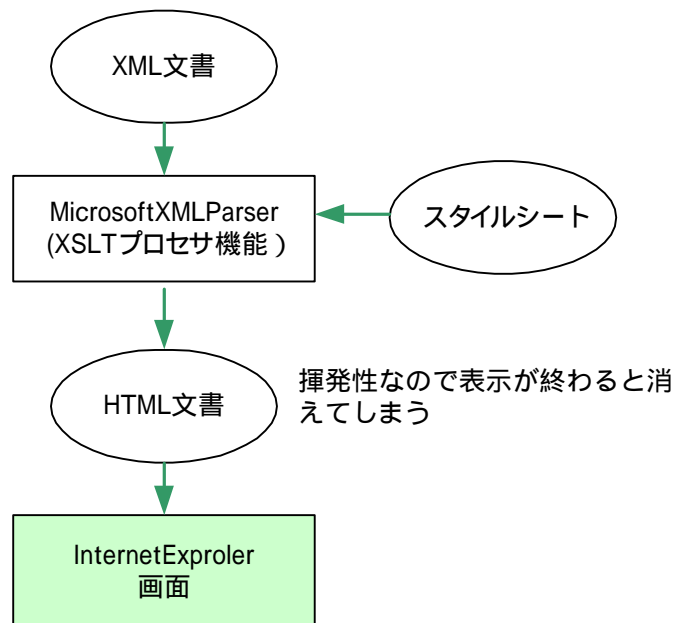 XML文書
MicrosoftXMLParser
(XSLTプロセサ機能）
スタイルシート
HTML文書
揮発性なので表示が終わると消
えてしまう
InternetExproler
画面